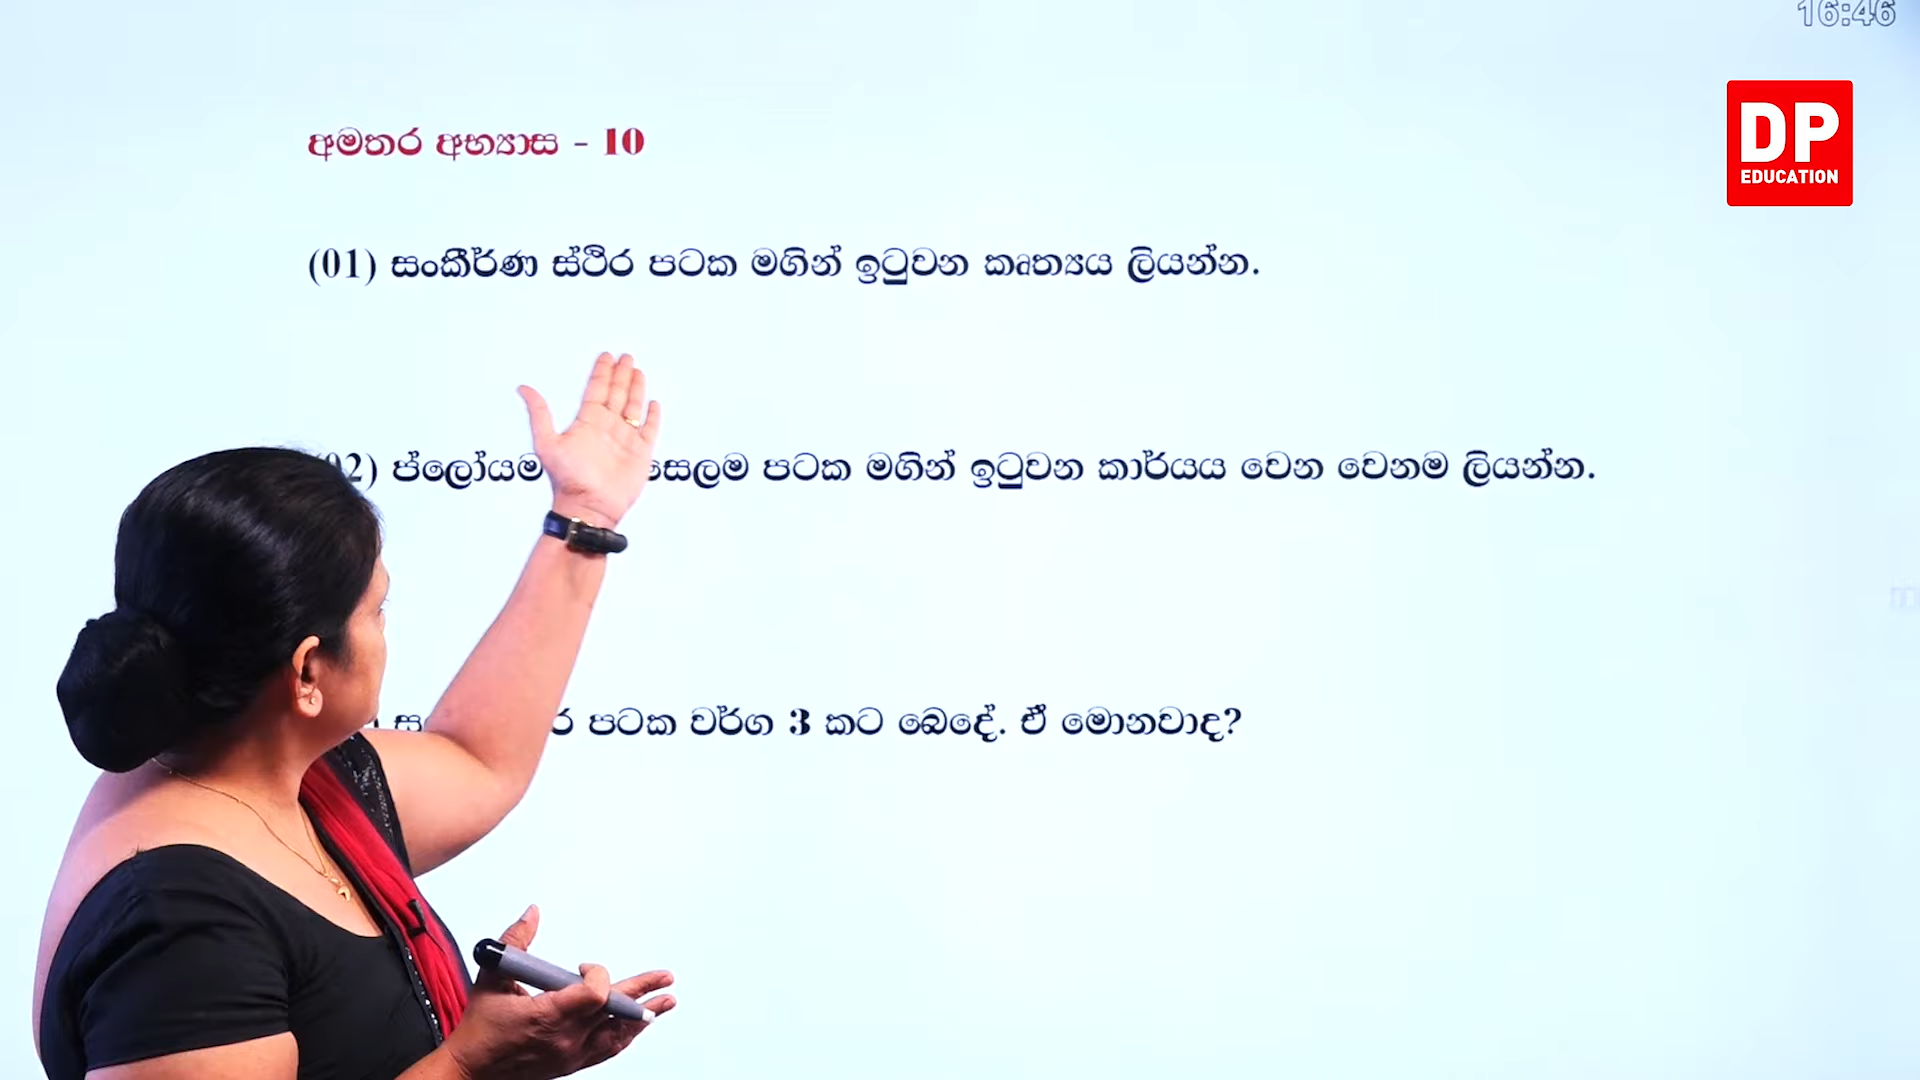 16:46
DP
EDUCATION
අමතර අභ්‍යාස - 10
(01) සංකීර්ණ ස්ථිර පටක මගින් ඉටුවන කෘත්‍යය ලියන්න.
ප්ලෝයම පටක මගින් ඉටුවන කාර්යය වෙන වෙනම ලියන්න.
පටක වර්ග 3 කට බෙදේ. ඒ මොනවාද?